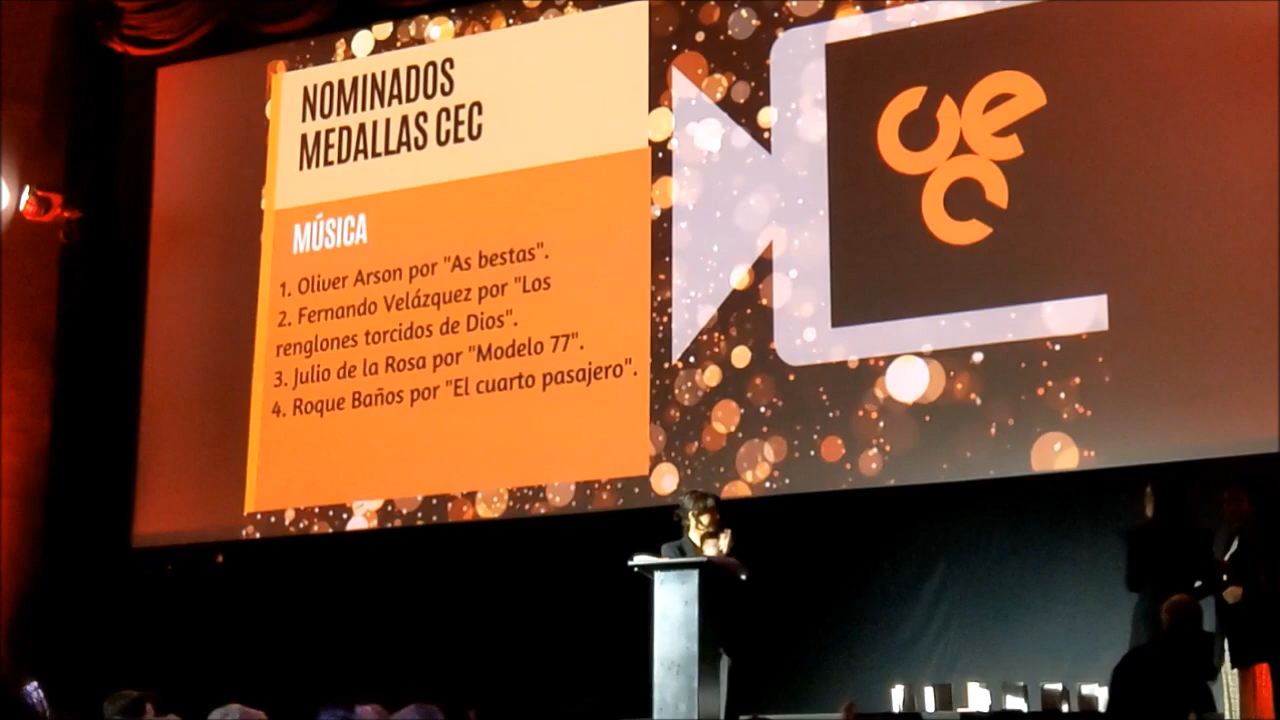 NOMINADOS
MEDALLAS CEC
MÚSICA
1. Oliver Arson por "As bestas".
2. Fernando Velázquez por "Los
renglones torcidos de Dios".
3. Julio de la Rosa por "Modelo 77".
4. Roque Baños por "El cuarto pasajero".
cec